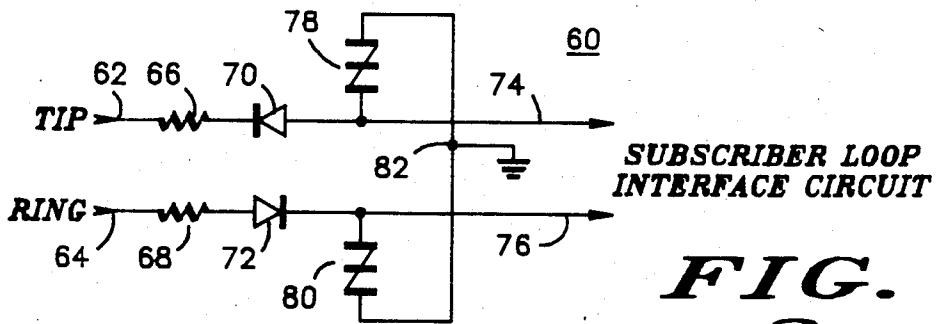 78
60
62 66 70
74
TIP
82
SUBSCRIBER LOOP
INTERFACE CIRCUIT
RING
64 68 72
76
80
FIG.